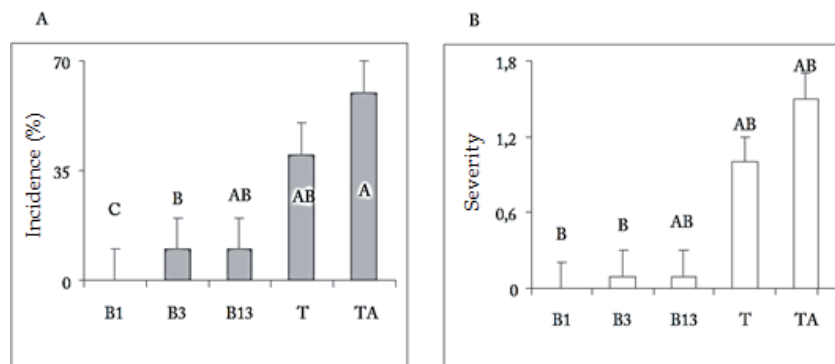 A
Incidence (%)
70
35
0
C
B
AB
AB
A
B1 B3 B13 T TA
B
Severity
1,8
1,2
0,6
0
B
B
AB
AB
AB
B1 B3 B13 T TA